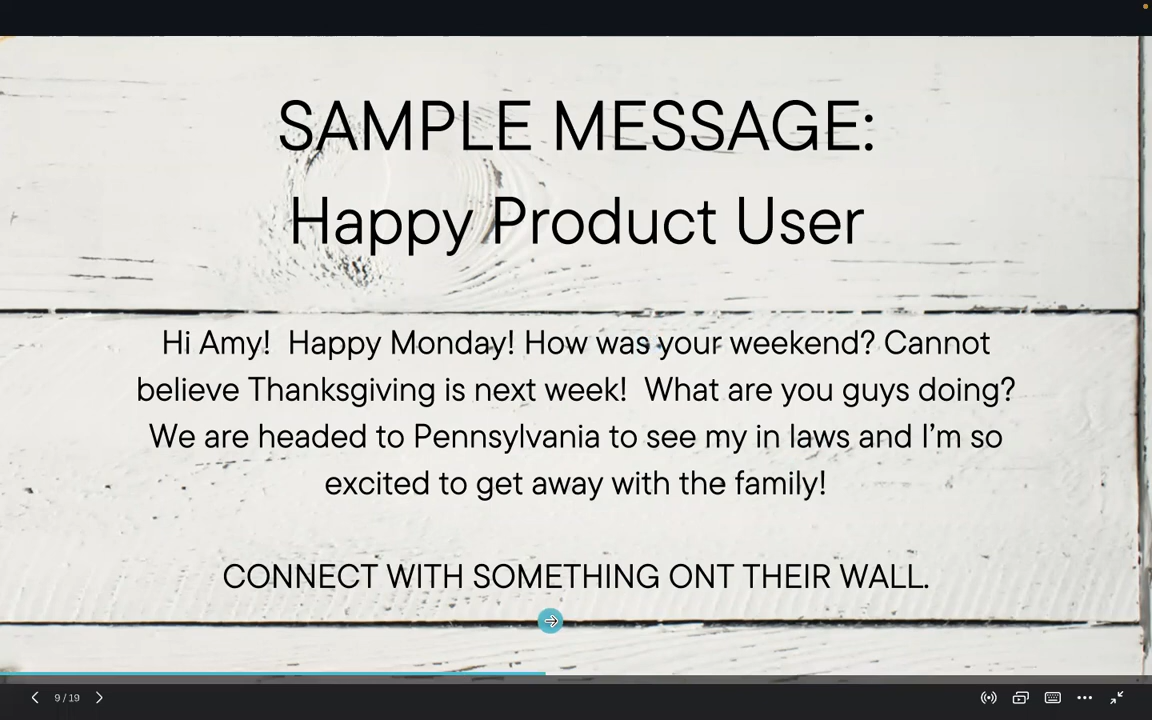 SAMPLE MESSAGE:
Happy Product User
Hi Amy!  Happy Monday! How was your weekend? Cannot
believe Thanksgiving is next week!  What are you guys doing?
We are headed to Pennsylvania to see my in laws and I'm so
excited to get away with the family!
CONNECT WITH SOMETHING ONT THEIR WALL.
9 / 19